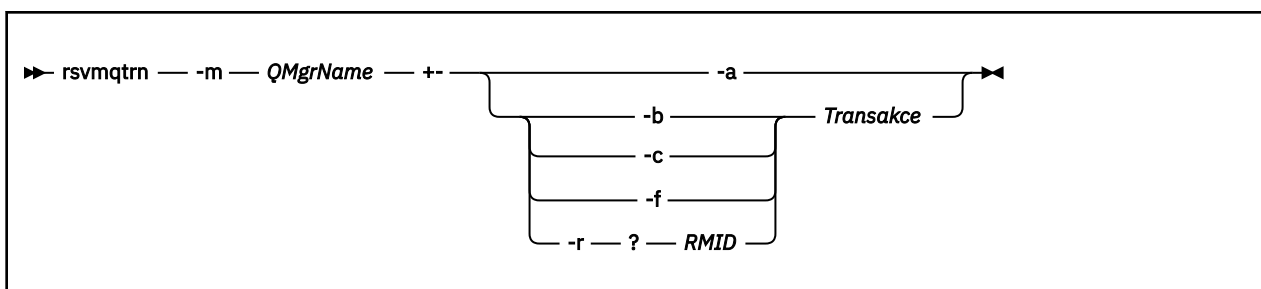 rsvmqtrn -m QMgrName +- -a
-b Transakce
-c
-f
-r ? RMID